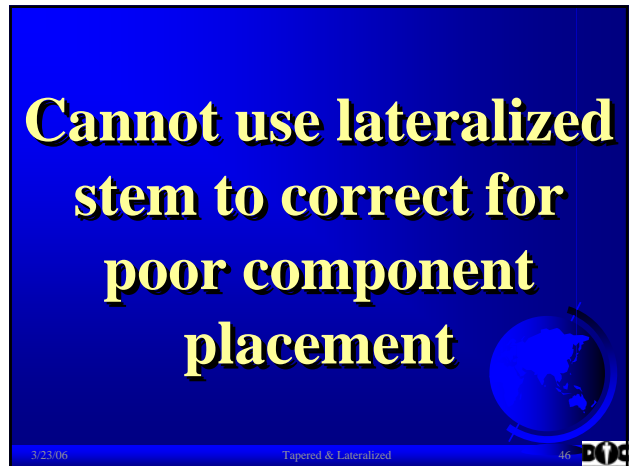 Cannot use lateralized
stem to correct for
poor component
placement
3/23/06 Tapered & Lateralized 46